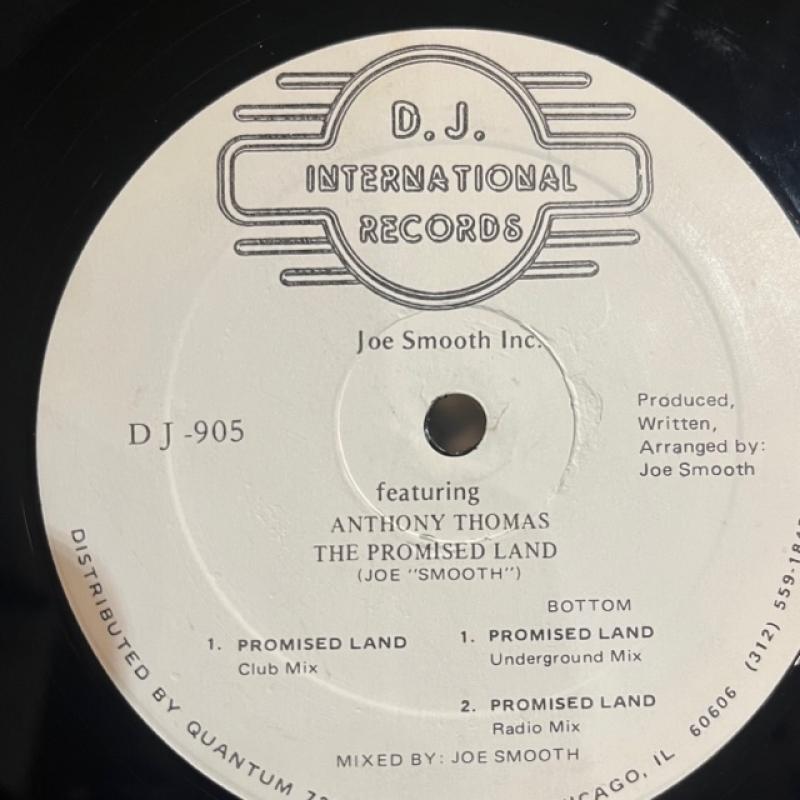 D.J.
INTERNATIONAL
RECORDS
Joe Smooth Inc.
D J -905
Produced,
Written,
Arranged by:
Joe Smooth
featuring
ANTHONY THOMAS
THE PROMISED LAND
(JOE "SMOOTH")
BOTTOM
1. PROMISED LAND
Club Mix
1. PROMISED LAND
Underground Mix
2. PROMISED LAND
Radio Mix
MIXED BY: JOE SMOOTH
DISTRIBUTED BY QUANTUM IL 60606 (312)